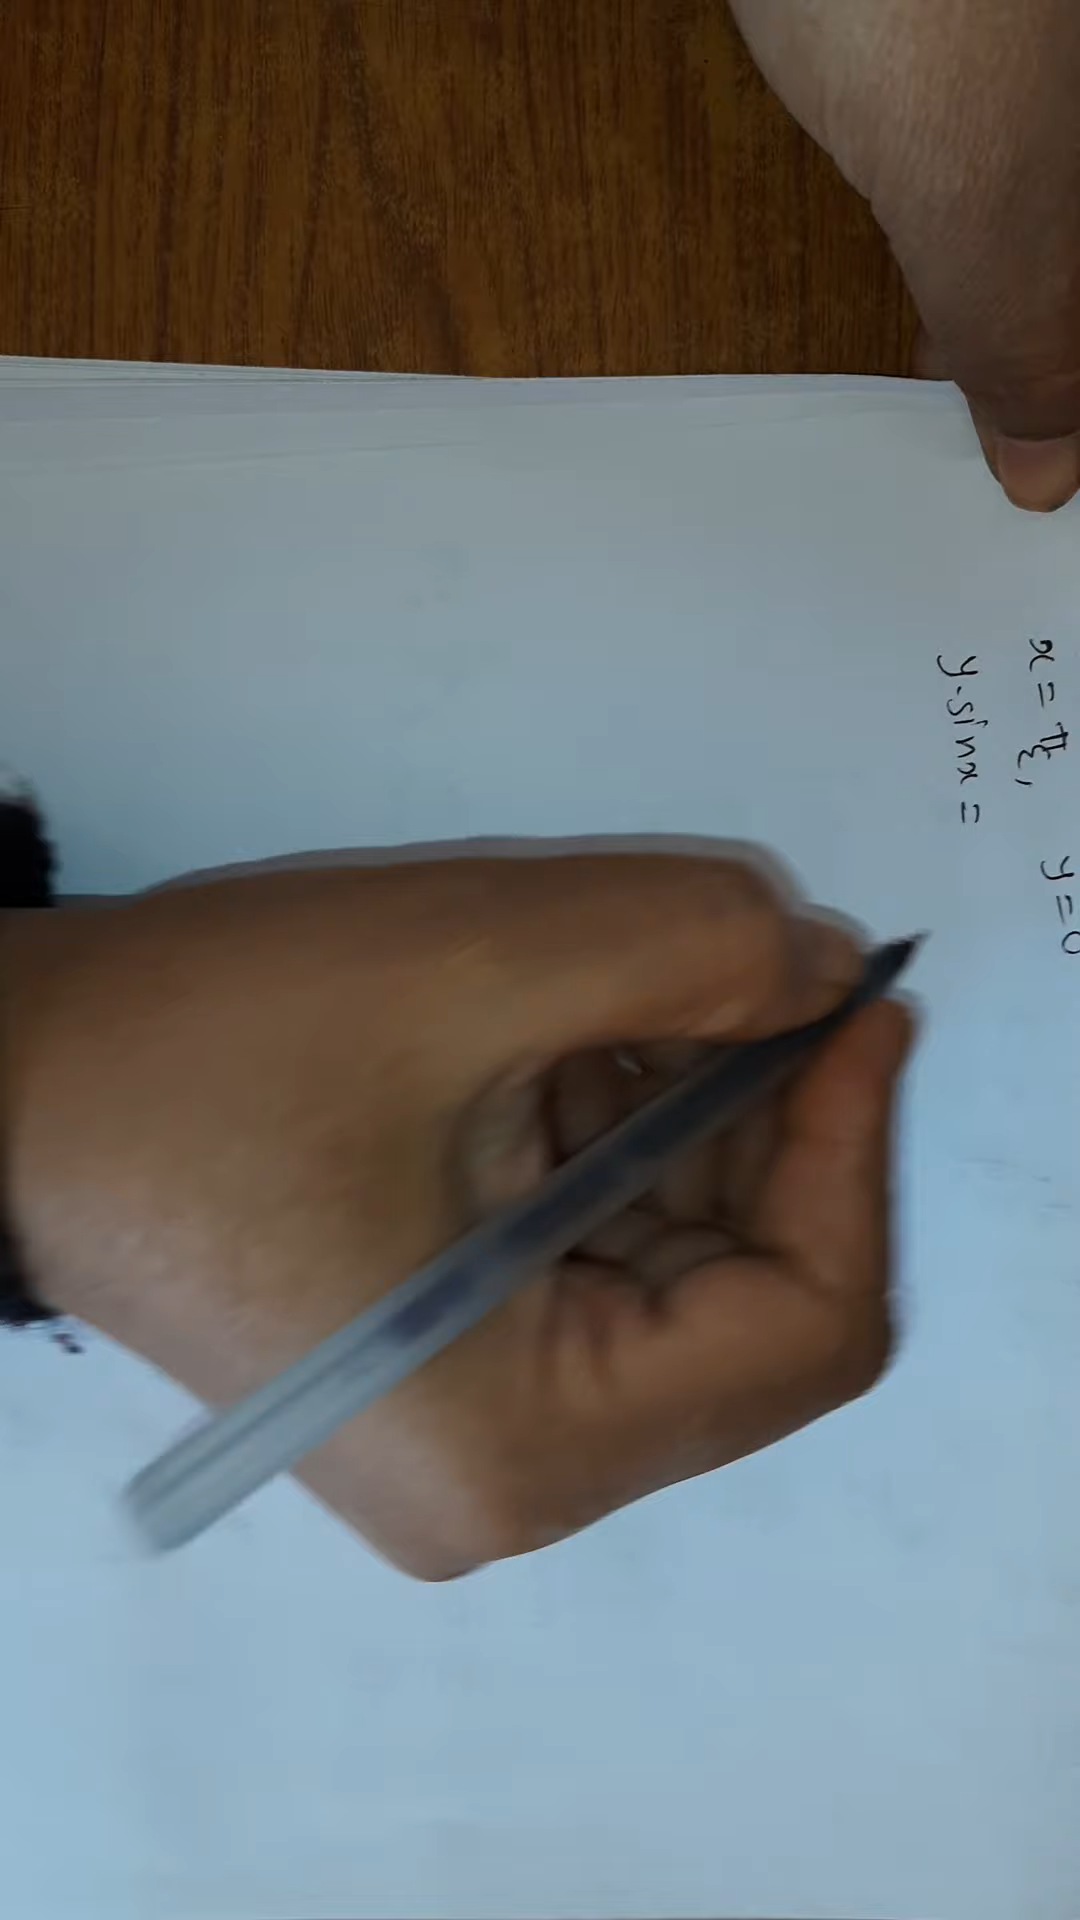 x = π/2, y = 0
y·sinx =